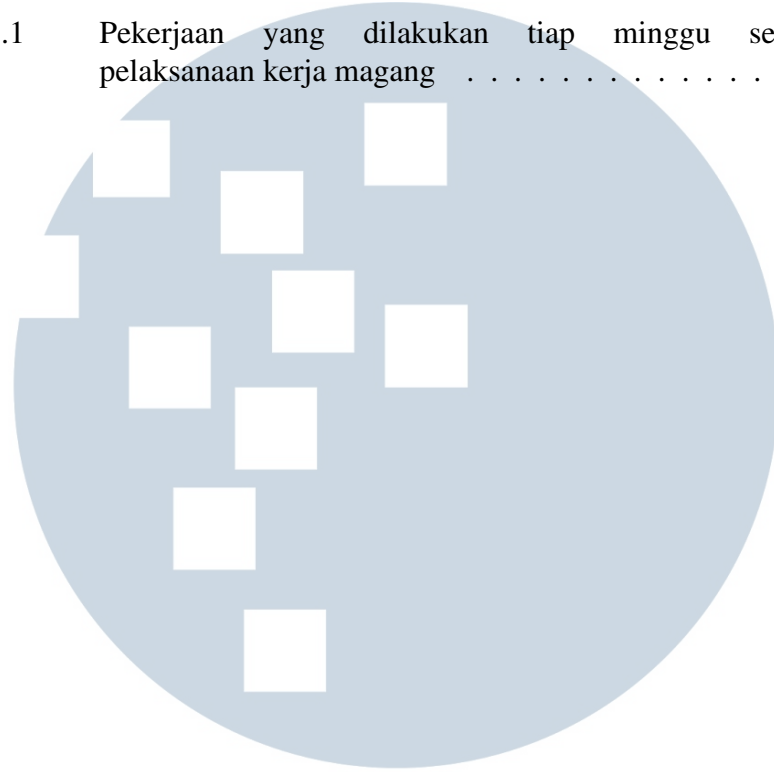 .1 Pekerjaan yang dilakukan tiap minggu se
pelaksanaan kerja magang . . . . . . . . . . . . .